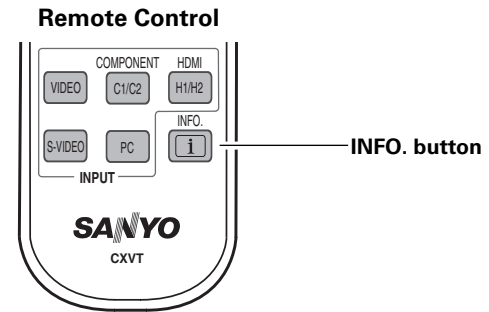 Remote Control
COMPONENT HDMI
VIDEO C1/C2 H1/H2
INFO.
S-VIDEO PC i INFO. button
INPUT
SANYO
CXVT